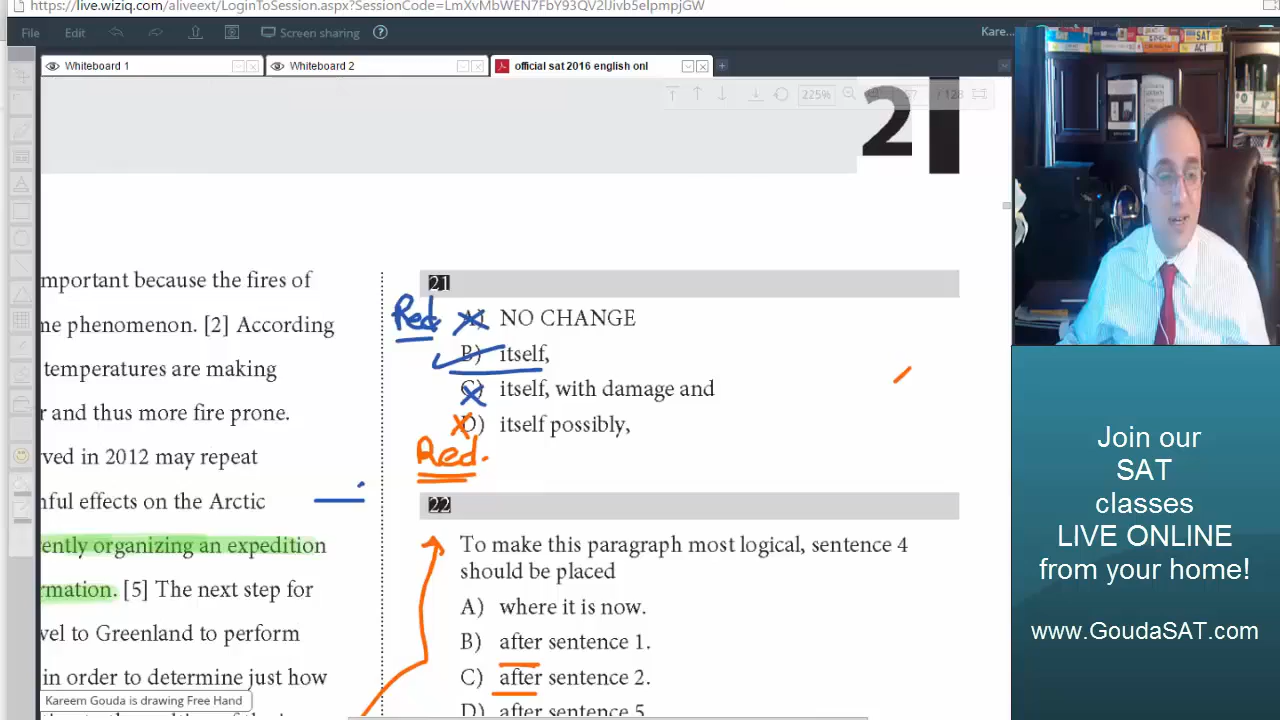 https://live.wiziq.com/aliveext/LoginToSession.aspx?SessionCode=LmXvMbWEN7FbY93QV2lJivb5elpmpjGW
File Edit Screen sharing ? Kare...
Whiteboard 1 Whiteboard 2 official sat 2016 english onl
225% / 128
2 1
mportant because the fires of
ne phenomenon. [2] According
temperatures are making
r and thus more fire prone.
ved in 2012 may repeat
nful effects on the Arctic
ently organizing an expedition
rmation. [5] The next step for
vel to Greenland to perform
in order to determine just how
Kareem Gouda is drawing Free Hand
21
Red. A) NO CHANGE
B) itself,
C) itself, with damage and
D) itself possibly,
Red.
22
To make this paragraph most logical, sentence 4
should be placed
A) where it is now.
B) after sentence 1.
C) after sentence 2.
D) after sentence 5.
SAT
ACT
Join our
SAT
classes
LIVE ONLINE
from your home!
www.GoudaSAT.com